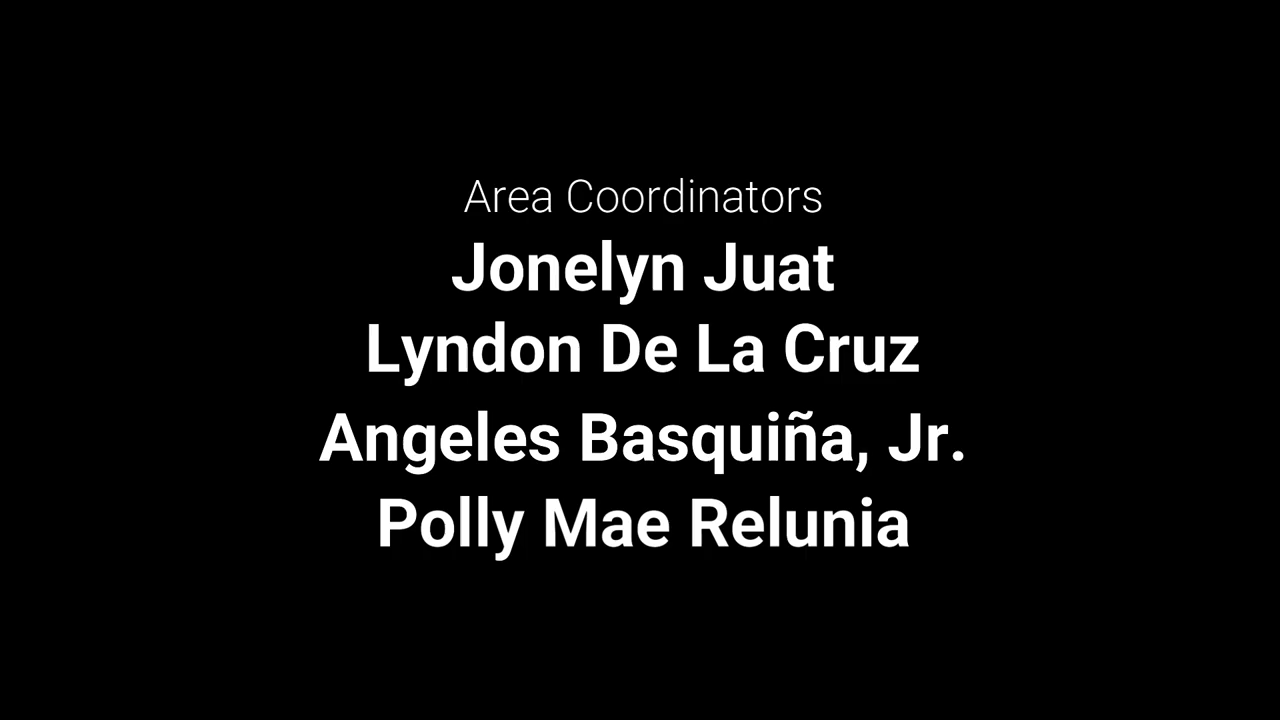 Area Coordinators
Jonelyn Juat
Lyndon De La Cruz
Angeles Basquiña, Jr.
Polly Mae Relunia